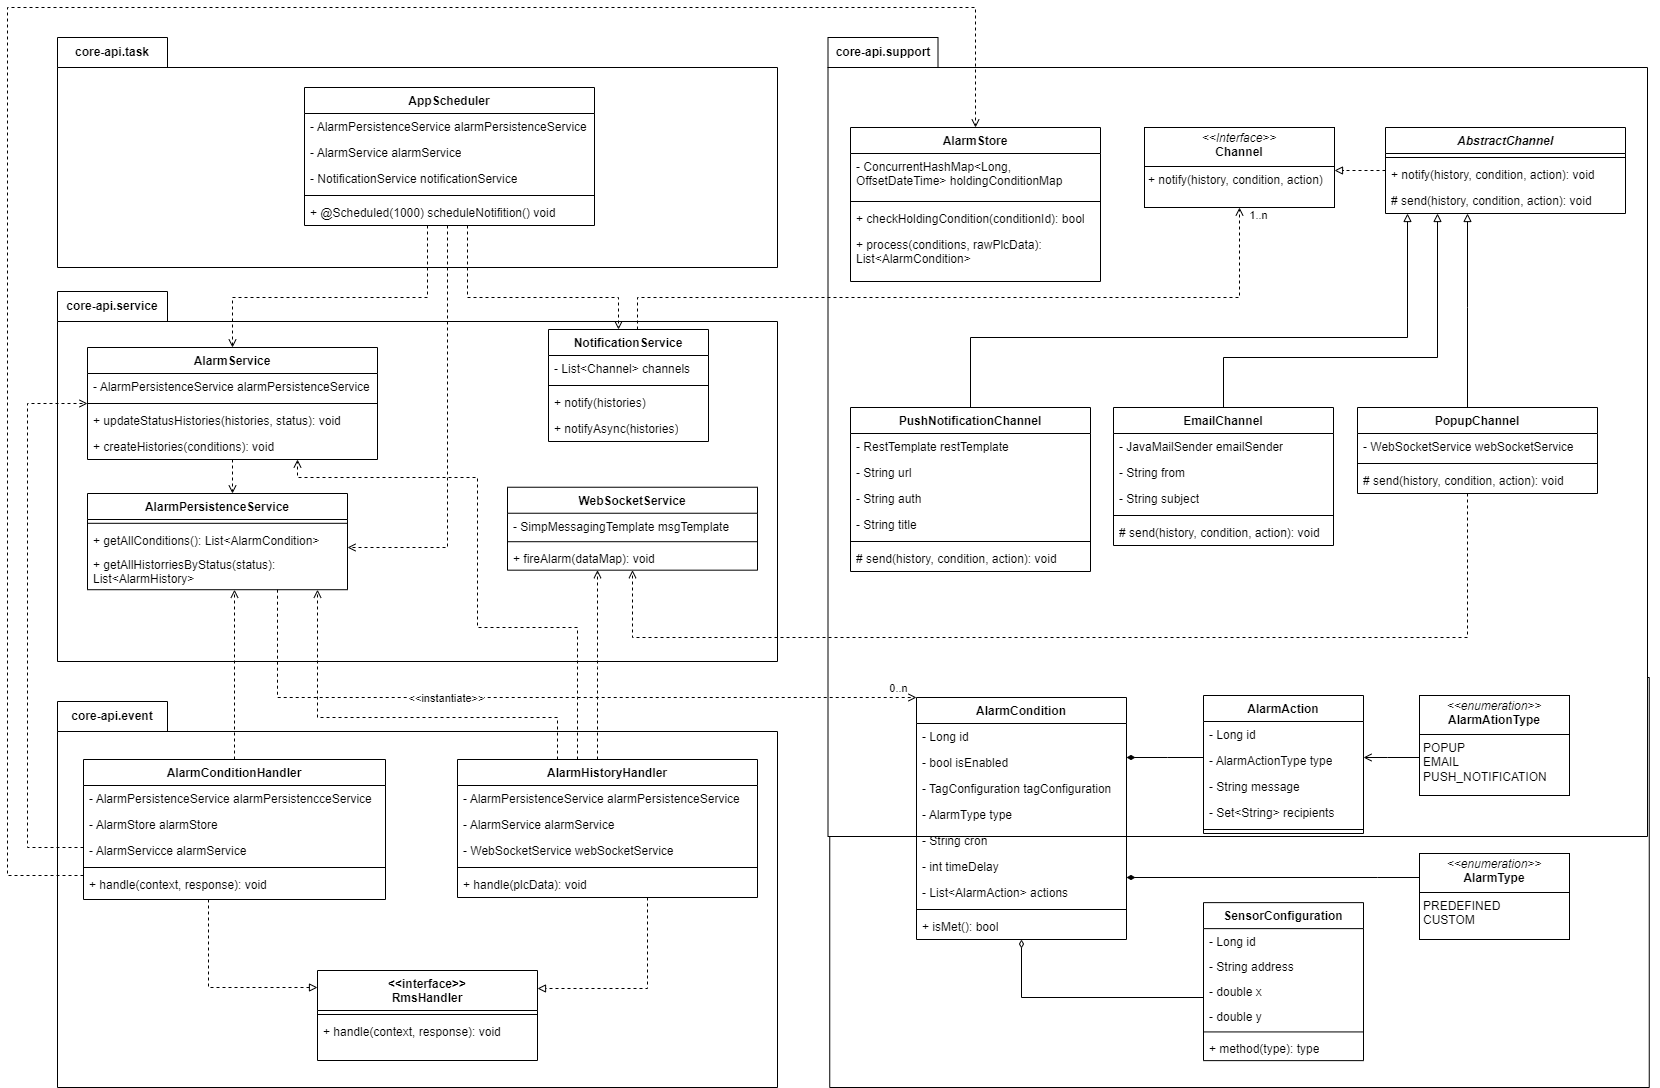 core-api.task
AppScheduler
- AlarmPersistenceService alarmPersistenceService
- AlarmService alarmService
- NotificationService notificationService
+ @Scheduled(1000) scheduleNotifition() void
core-api.service
AlarmService
- AlarmPersistenceService alarmPersistenceService
+ updateStatusHistories(histories, status): void
+ createHistories(conditions): void
NotificationService
- List<Channel> channels
+ notify(histories)
+ notifyAsync(histories)
AlarmPersistenceService
+ getAllConditions(): List<AlarmCondition>
+ getAllHistorriesByStatus(status):
List<AlarmHistory>
WebSocketService
- SimpMessagingTemplate msgTemplate
+ fireAlarm(dataMap): void
<<instantiate>>
0..n
core-api.event
AlarmConditionHandler
- AlarmPersistenceService alarmPersistencceService
- AlarmStore alarmStore
- AlarmServicce alarmService
+ handle(context, response): void
AlarmHistoryHandler
- AlarmPersistenceService alarmPersistenceService
- AlarmService alarmService
- WebSocketService webSocketService
+ handle(plcData): void
<<interface>>
RmsHandler
+ handle(context, response): void
core-api.support
AlarmStore
- ConcurrentHashMap<Long,
OffsetDateTime> holdingConditionMap
+ checkHoldingCondition(conditionId): bool
+ process(conditions, rawPlcData):
List<AlarmCondition>
<<Interface>>
Channel
+ notify(history, condition, action)
1..n
AbstractChannel
+ notify(history, condition, action): void
# send(history, condition, action): void
PushNotificationChannel
- RestTemplate restTemplate
- String url
- String auth
- String title
# send(history, condition, action): void
EmailChannel
- JavaMailSender emailSender
- String from
- String subject
# send(history, condition, action): void
PopupChannel
- WebSocketService webSocketService
# send(history, condition, action): void
AlarmCondition
- Long id
- bool isEnabled
- TagConfiguration tagConfiguration
- AlarmType type
- String cron
- int timeDelay
- List<AlarmAction> actions
+ isMet(): bool
AlarmAction
- Long id
- AlarmActionType type
- String message
- Set<String> recipients
<<enumeration>>
AlarmAtionType
POPUP
EMAIL
PUSH_NOTIFICATION
<<enumeration>>
AlarmType
PREDEFINED
CUSTOM
SensorConfiguration
- Long id
- String address
- double x
- double y
+ method(type): type